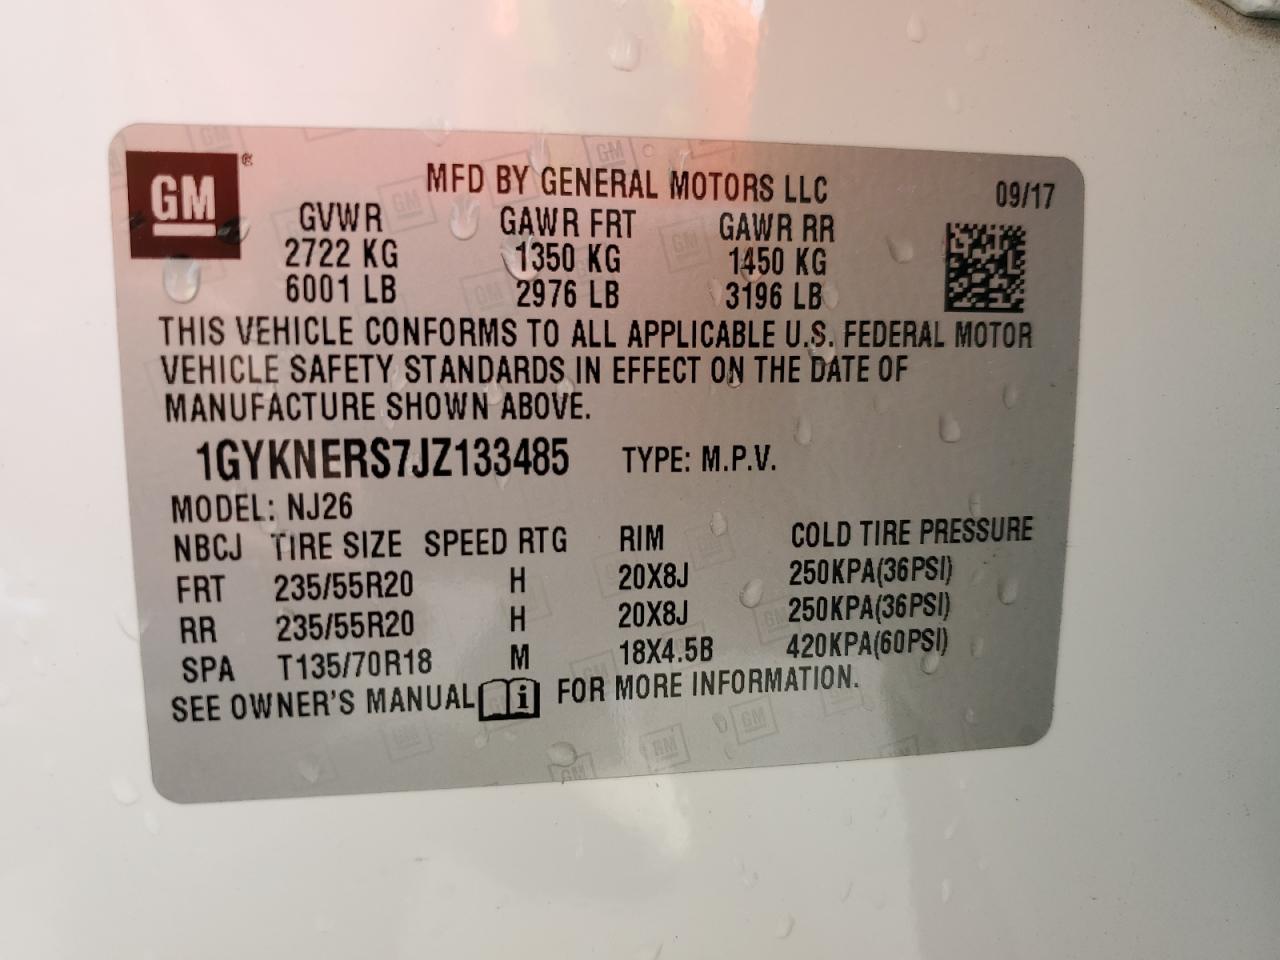 GM ®
MFD BY GENERAL MOTORS LLC 09/17
GVWR GAWR FRT GAWR RR
2722 KG 1350 KG 1450 KG
6001 LB 2976 LB 3196 LB
THIS VEHICLE CONFORMS TO ALL APPLICABLE U.S. FEDERAL MOTOR
VEHICLE SAFETY STANDARDS IN EFFECT ON THE DATE OF
MANUFACTURE SHOWN ABOVE.
1GYKNERS7JZ133485 TYPE: M.P.V.
MODEL: NJ26
NBCJ TIRE SIZE SPEED RTG RIM COLD TIRE PRESSURE
FRT 235/55R20 H 20X8J 250KPA(36PSI)
RR 235/55R20 H 20X8J 250KPA(36PSI)
SPA T135/70R18 M 18X4.5B 420KPA(60PSI)
SEE OWNER'S MANUAL i FOR MORE INFORMATION.